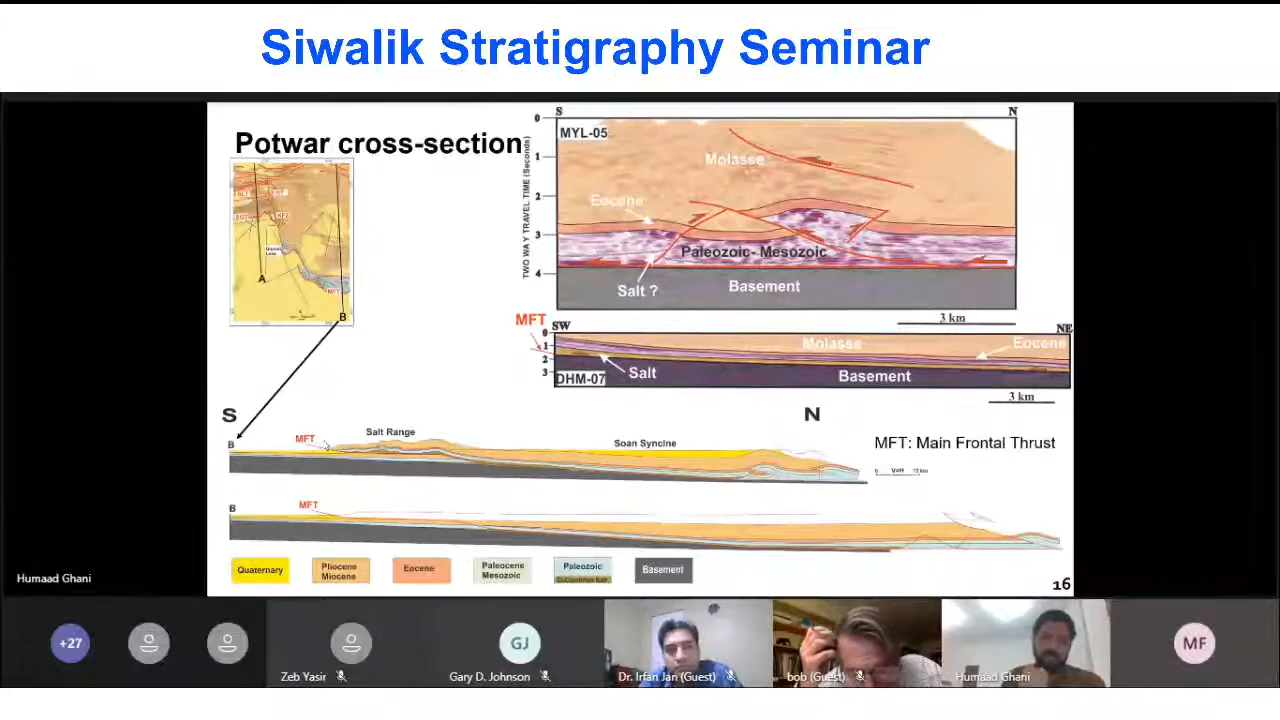 Siwalik Stratigraphy Seminar
Potwar cross-section
S
N
MYL-05
TWO WAY TRAVEL TIME (Seconds)
0
1
2
3
4
Molasse
Eocene
Paleozoic- Mesozoic
Salt ?
Basement
3 km
MFT
SW
NE
0
1
2
3
Molasse
Eocene
Salt
Basement
DHM-07
3 km
A
B
MFT
S
N
B
MFT
Salt Range
Soan Syncine
MFT: Main Frontal Thrust
V=H
B
MFT
Quaternary
Pliocene
Miocene
Eocene
Paleocene
Mesozoic
Paleozoic
Basement
16
Humaad Ghani
+27
Zeb Yasir
GJ
Gary D. Johnson
Dr. Irfan Jan (Guest)
bob (Guest)
Humaad Ghani
MF